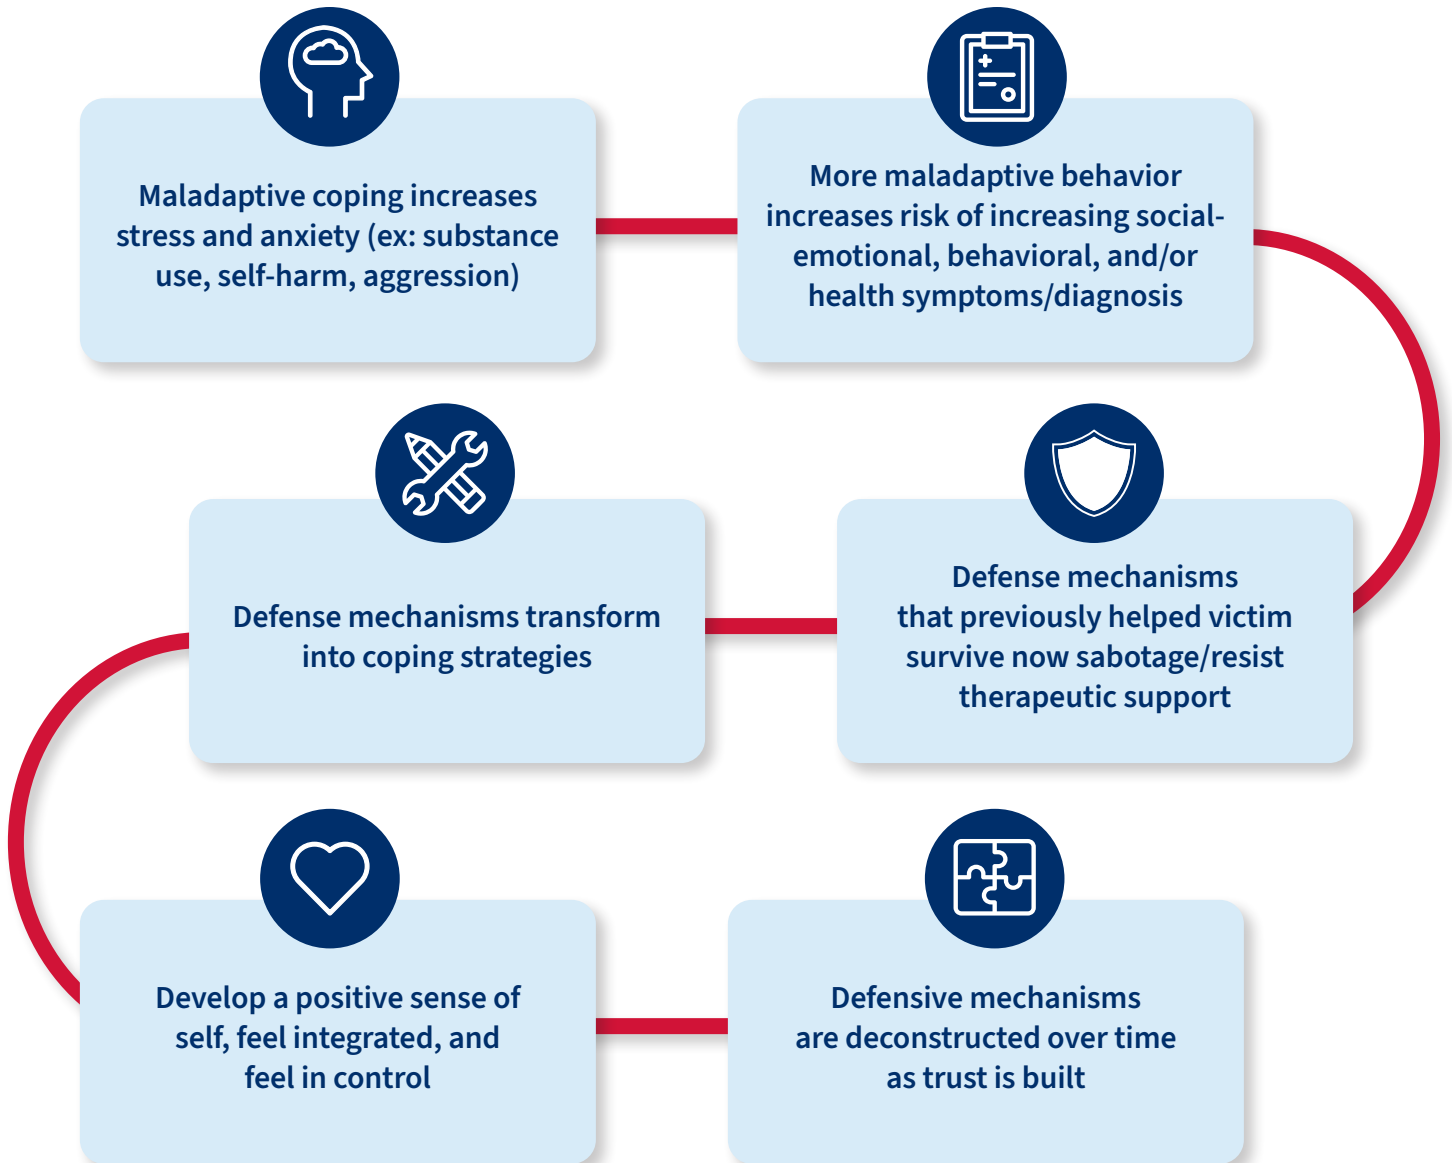 Maladaptive coping increases
stress and anxiety (ex: substance
use, self-harm, aggression)
More maladaptive behavior
increases risk of increasing social-
emotional, behavioral, and/or
health symptoms/diagnosis
Defense mechanisms
that previously helped victim
survive now sabotage/resist
therapeutic support
Defense mechanisms transform
into coping strategies
Develop a positive sense of
self, feel integrated, and
feel in control
Defensive mechanisms
are deconstructed over time
as trust is built